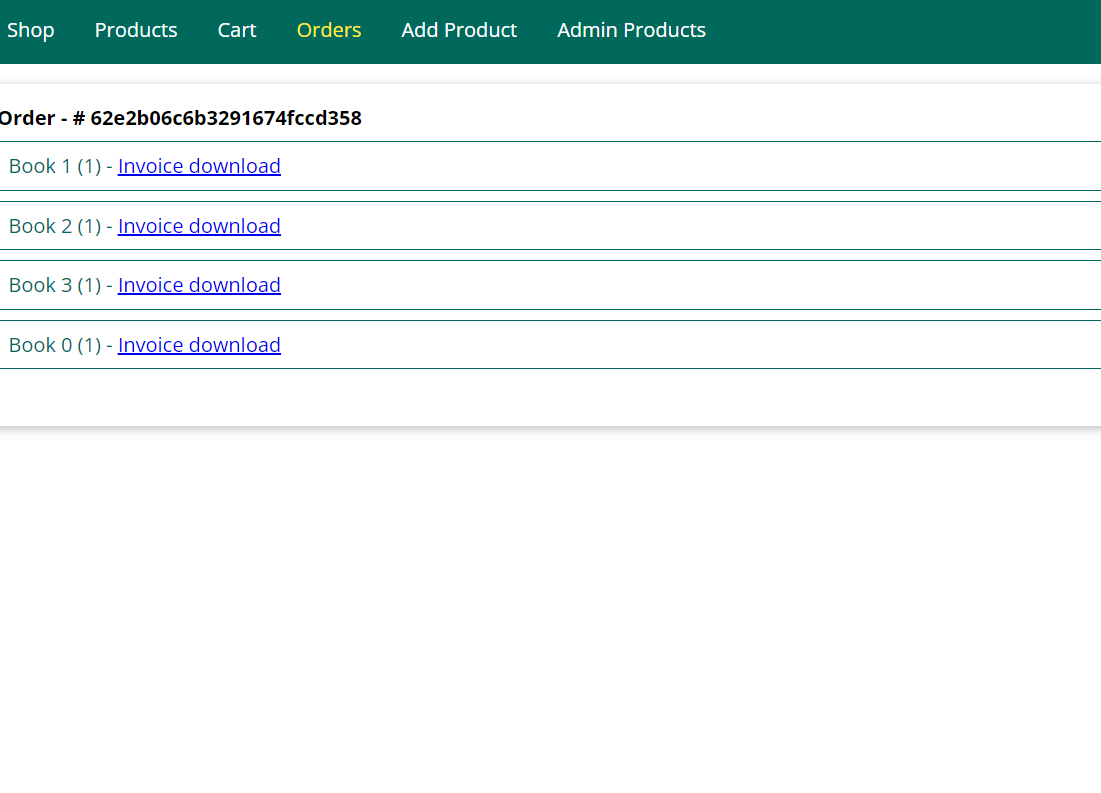 Shop Products Cart Orders Add Product Admin Products
Order - # 62e2b06c6b3291674fccd358
Book 1 (1) - Invoice download
Book 2 (1) - Invoice download
Book 3 (1) - Invoice download
Book 0 (1) - Invoice download